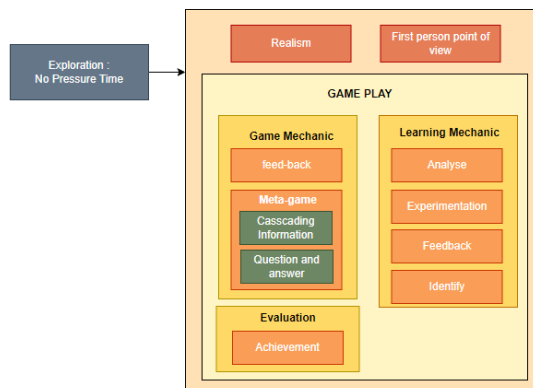 Exploration :
No Pressure Time
Realism
First person point of
view
GAME PLAY
Game Mechanic
feed-back
Meta-game
Casscading
Information
Question and
answer
Learning Mechanic
Analyse
Experimentation
Feedback
Identify
Evaluation
Achievement